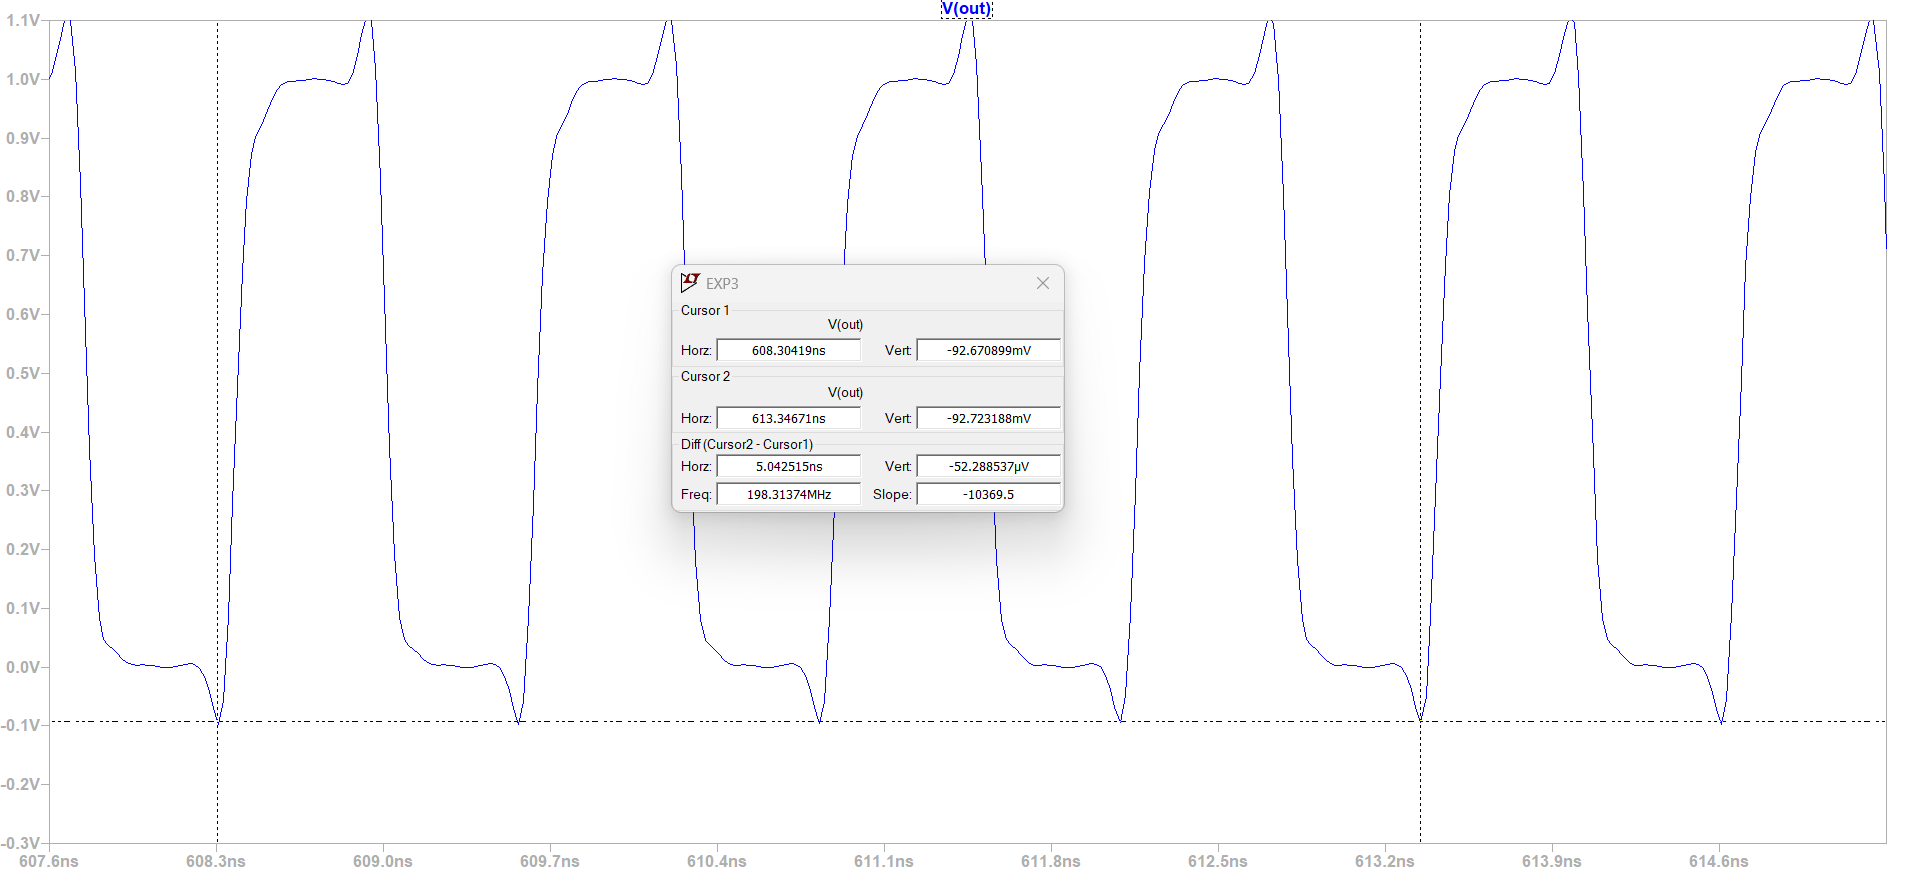 V(out)
1.1V
1.0V
0.9V
0.8V
0.7V
0.6V
0.5V
0.4V
0.3V
0.2V
0.1V
0.0V
-0.1V
-0.2V
-0.3V
EXP3
Cursor 1
V(out)
Horz: 608.30419ns Vert: -92.670899mV
Cursor 2
V(out)
Horz: 613.34671ns Vert: -92.723188mV
Diff (Cursor2 - Cursor1)
Horz: 5.042515ns Vert: -52.288537µV
Freq: 198.31374MHz Slope: -10369.5
607.6ns 608.3ns 609.0ns 609.7ns 610.4ns 611.1ns 611.8ns 612.5ns 613.2ns 613.9ns 614.6ns